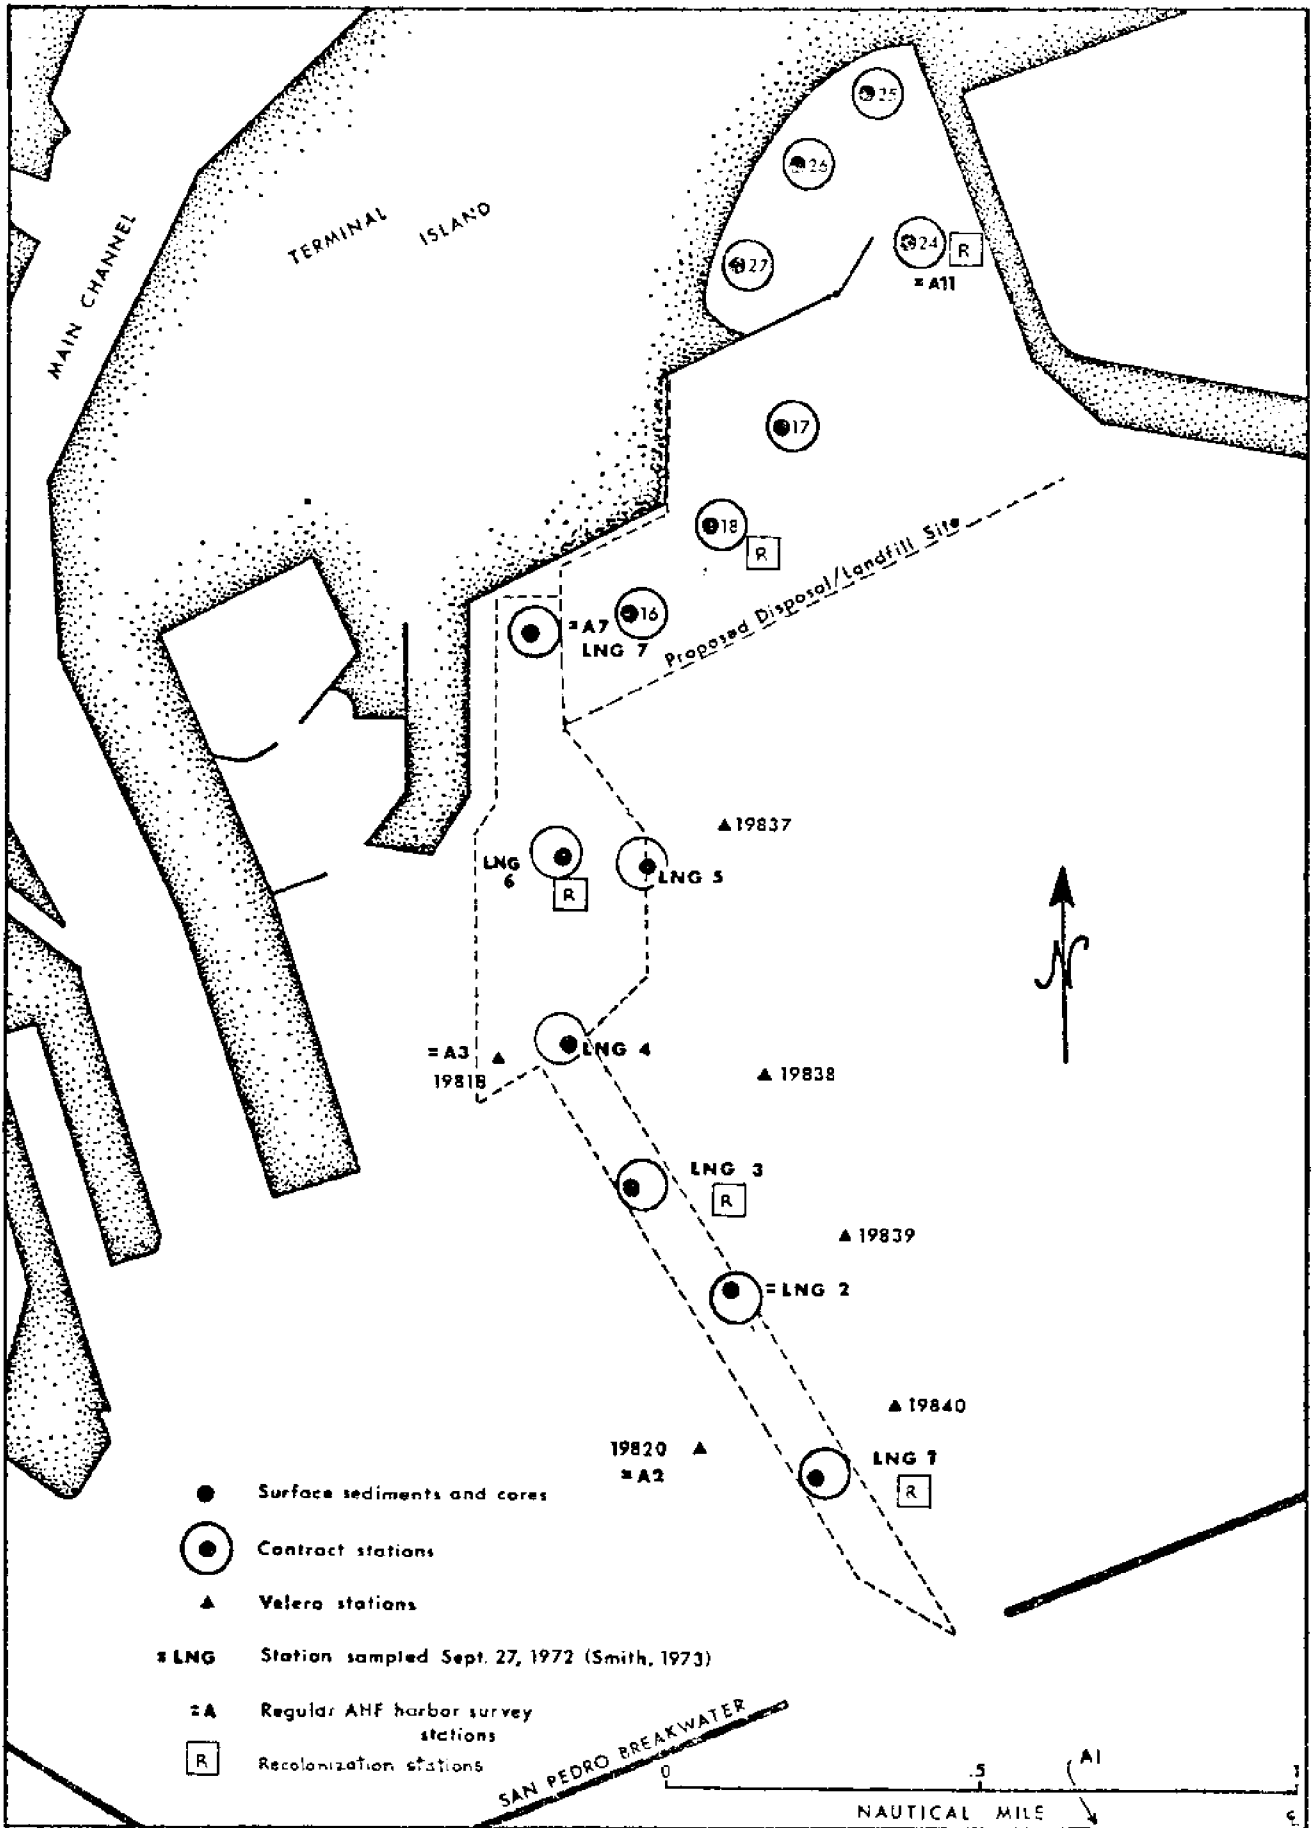 25
26
24
R
= A11
27
TERMINAL ISLAND
MAIN CHANNEL
17
18
R
Proposed Disposal/Landfill Site
16
= A7
LNG 7
19837
LNG
6
R
LNG 5
N
= A3
19818
LNG 4
19838
LNG 3
R
19839
= LNG 2
19840
19820
= A2
LNG 1
R
Surface sediments and cores
Contract stations
Velero stations
= LNG Station sampled Sept. 27, 1972 (Smith, 1973)
= A Regular AHF harbor survey
stations
R Recolonization stations
SAN PEDRO BREAKWATER
0 .5 1
A1
NAUTICAL MILE